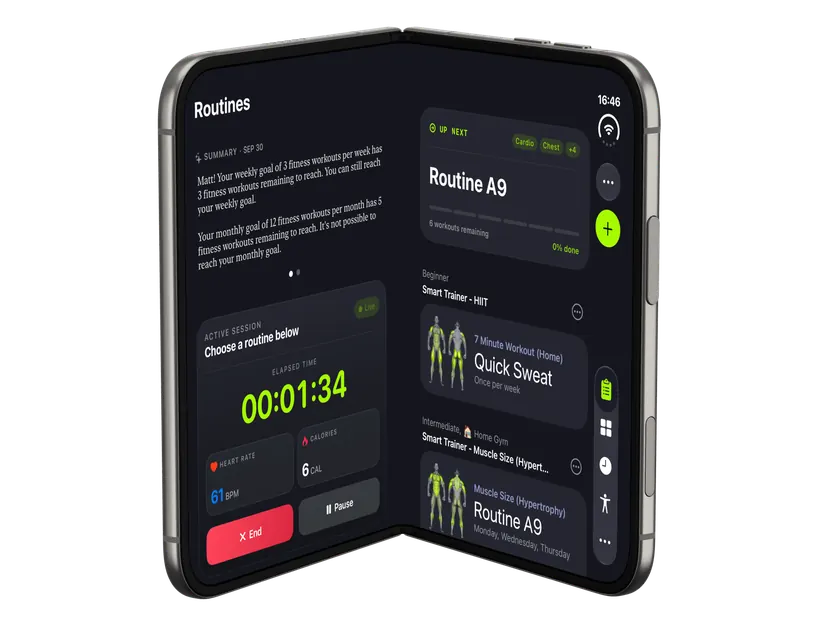 Routines
SUMMARY · SEP 30
Matt! Your weekly goal of 3 fitness workouts per week has
3 fitness workouts remaining to reach. You can still reach
your weekly goal.
Your monthly goal of 12 fitness workouts per month has 5
fitness workouts remaining to reach. It's not possible to
reach your monthly goal.
ACTIVE SESSION
Live
Choose a routine below
ELAPSED TIME
00:01:34
HEART RATE
61 BPM
CALORIES
6 CAL
End
Pause
16:46
UP NEXT
Cardio
Chest
+4
Routine A9
6 workouts remaining
0% done
Beginner
Smart Trainer - HIIT
7 Minute Workout (Home)
Quick Sweat
Once per week
Intermediate, 🏠 Home Gym
Smart Trainer - Muscle Size (Hypert...
Muscle Size (Hypertrophy)
Routine A9
Monday, Wednesday, Thursday